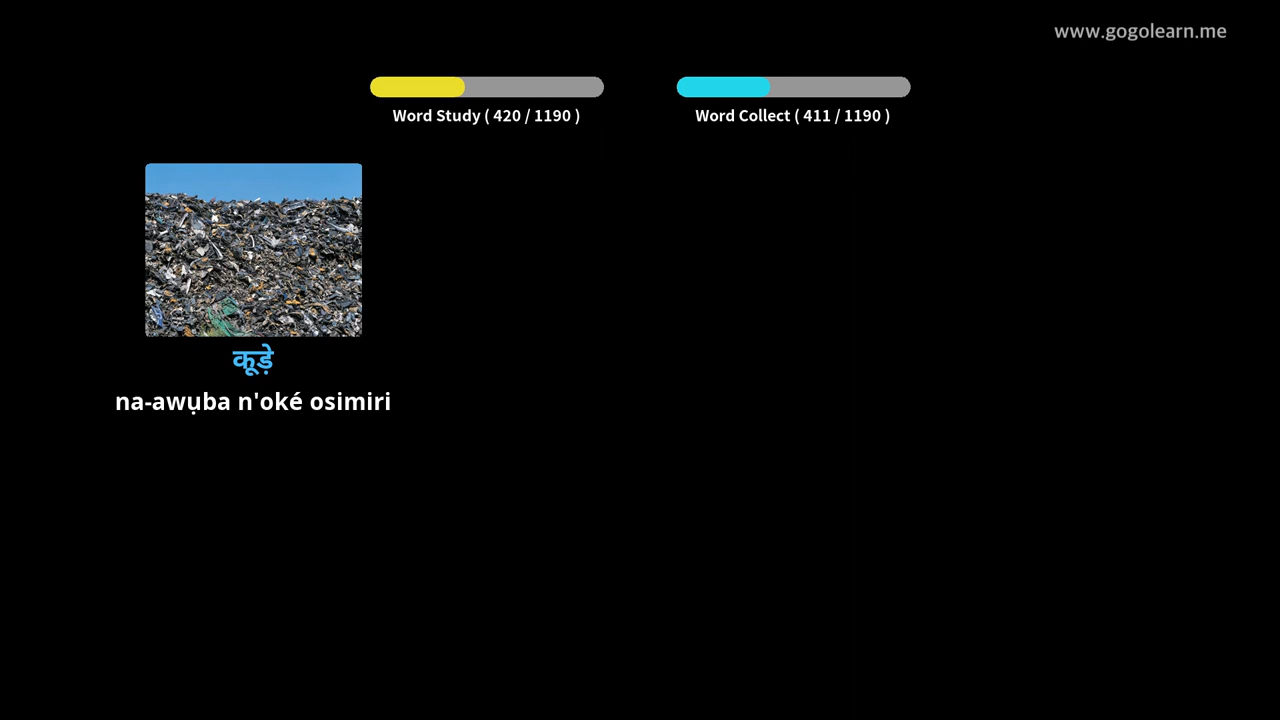 www.gogolearn.me
Word Study ( 420 / 1190 )
Word Collect ( 411 / 1190 )
कूड़े
na-awụba n'oké osimiri